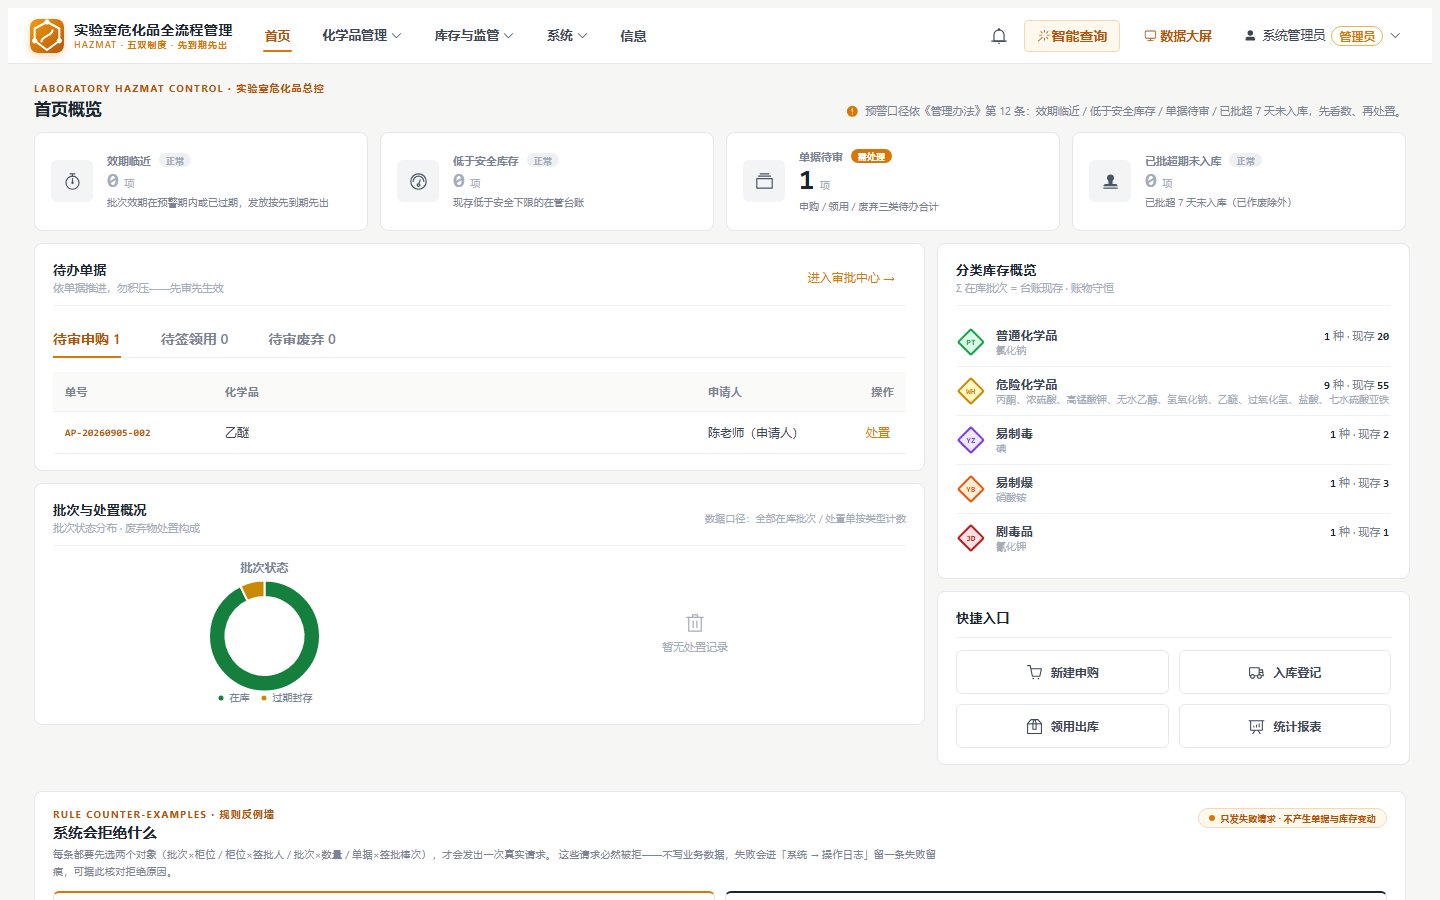 实验室危化品全流程管理
HAZMAT · 五双制度 · 先到期先出
首页
化学品管理
库存与监管
系统
信息
智能查询
数据大屏
系统管理员
管理员
LABORATORY HAZMAT CONTROL · 实验室危化品总控
首页概览
预警口径依《管理办法》第 12 条：效期临近 / 低于安全库存 / 单据待审 / 已批超 7 天未入库，先看数、再处置。
效期临近 正常
0 项
批次效期在预警期内或已过期，发放按先到期先出
低于安全库存 正常
0 项
现存低于安全下限的在管台账
单据待审 需处理
1 项
申购 / 领用 / 废弃三类待办合计
已批超期未入库 正常
0 项
已批超 7 天未入库（已作废除外）
待办单据
依单据推进，勿积压——先审先生效
进入审批中心 →
待审申购 1
待签领用 0
待审废弃 0
单号 化学品 申请人 操作
AP-20260905-002 乙醚 陈老师（申请人） 处置
批次与处置概况
批次状态分布 · 废弃物处置构成
数据口径：全部在库批次 / 处置单按类型计数
批次状态
在库 过期封存
暂无处置记录
分类库存概览
Σ 在库批次 = 台账现存 · 账物守恒
PT
普通化学品
氯化钠
1 种 · 现存 20
WH
危险化学品
丙酮、浓硫酸、高锰酸钾、无水乙醇、氢氧化钠、乙醚、过氧化氢、盐酸、七水硫酸亚铁
9 种 · 现存 55
YZ
易制毒
碘
1 种 · 现存 2
YB
易制爆
硝酸铵
1 种 · 现存 3
JD
剧毒品
氰化钾
1 种 · 现存 1
快捷入口
新建申购
入库登记
领用出库
统计报表
RULE COUNTER-EXAMPLES · 规则反例墙
系统会拒绝什么
只发失败请求 · 不产生单据与库存变动
每条都要先选两个对象（批次×柜位 / 柜位×签批人 / 批次×数量 / 单据×签批棒次），才会发出一次真实请求。 这些请求必然被拒——不写业务数据，失败会进「系统 → 操作日志」留一条失败留
痕，可据此核对拒绝原因。